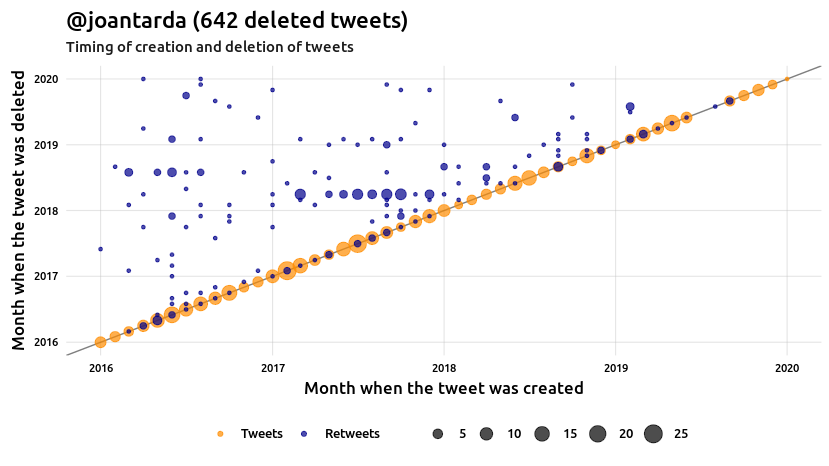 @joantarda (642 deleted tweets)
Timing of creation and deletion of tweets
Month when the tweet was deleted
2020
2019
2018
2017
2016
2016 2017 2018 2019 2020
Month when the tweet was created
Tweets Retweets 5 10 15 20 25